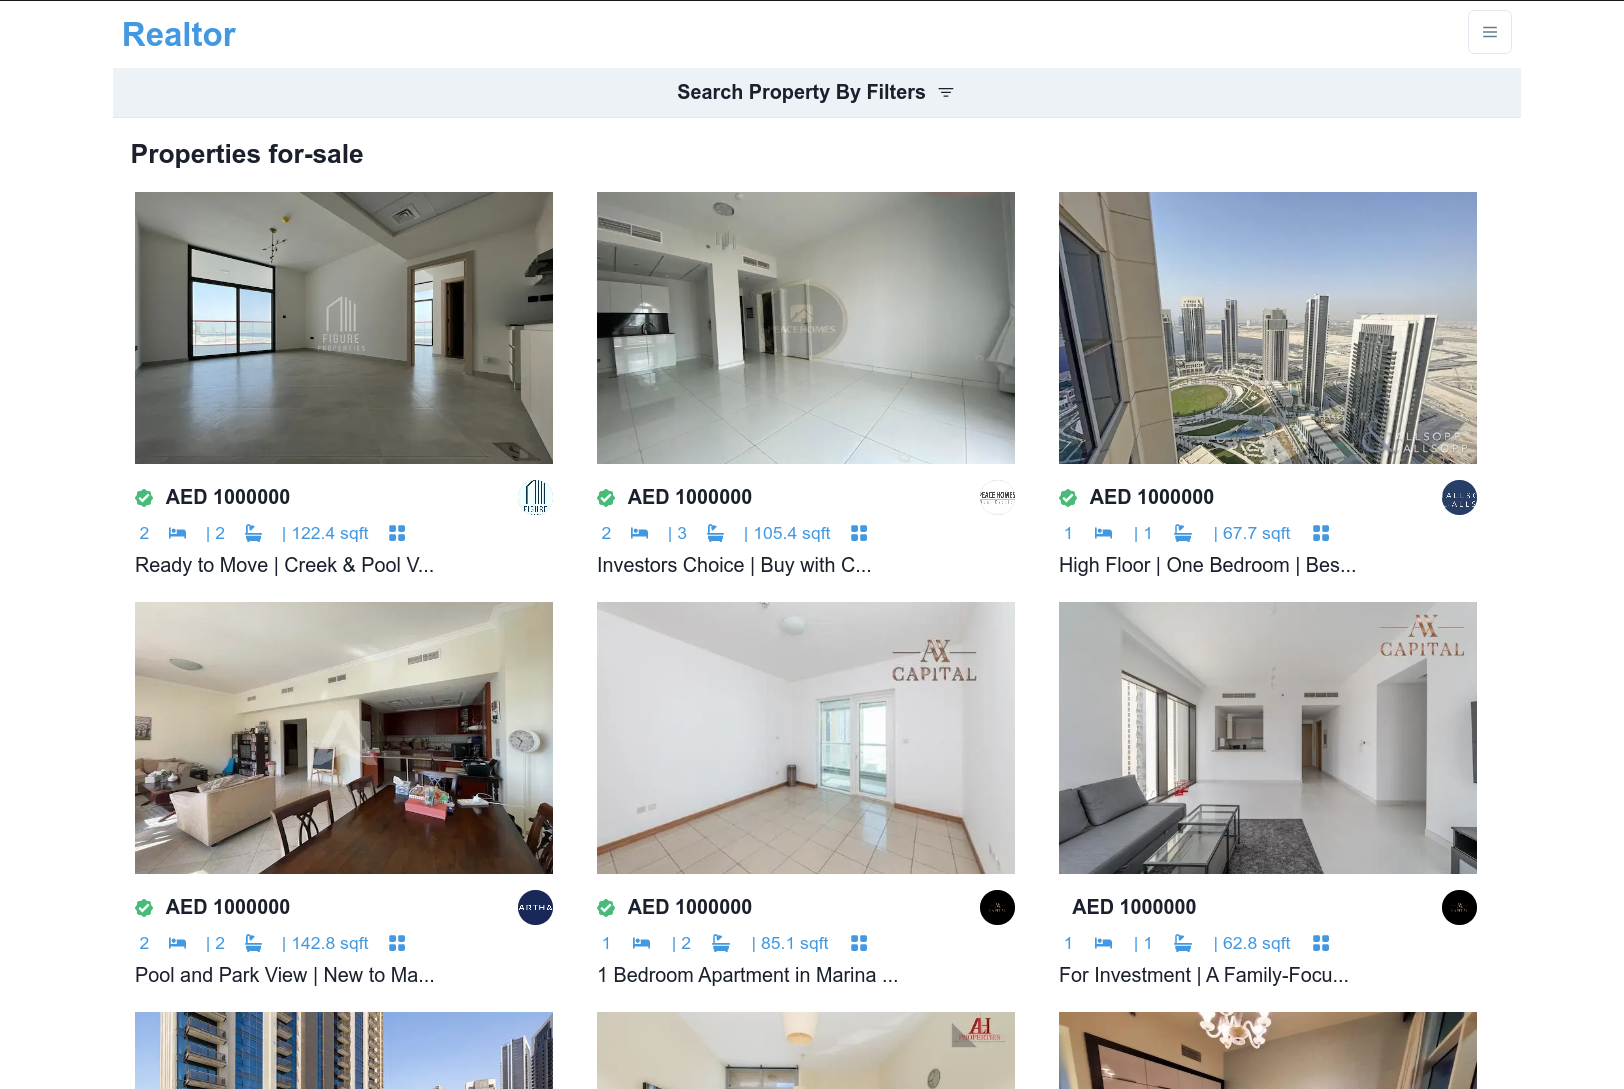 Realtor
Search Property By Filters
Properties for-sale
FIGURE
PROPERTIES
PEACE HOMES
ALLSOPP
ALLSOPP
AED 1000000
FIGURE
AED 1000000
PEACE HOMES
AED 1000000
2 | 2 | 122.4 sqft
2 | 3 | 105.4 sqft
1 | 1 | 67.7 sqft
Ready to Move | Creek & Pool V...
Investors Choice | Buy with C...
High Floor | One Bedroom | Bes...
AX
CAPITAL
AX
CAPITAL
AED 1000000
ARTHA
AED 1000000
AED 1000000
2 | 2 | 142.8 sqft
1 | 2 | 85.1 sqft
1 | 1 | 62.8 sqft
Pool and Park View | New to Ma...
1 Bedroom Apartment in Marina ...
For Investment | A Family-Focu...
AH
PROPERTIES